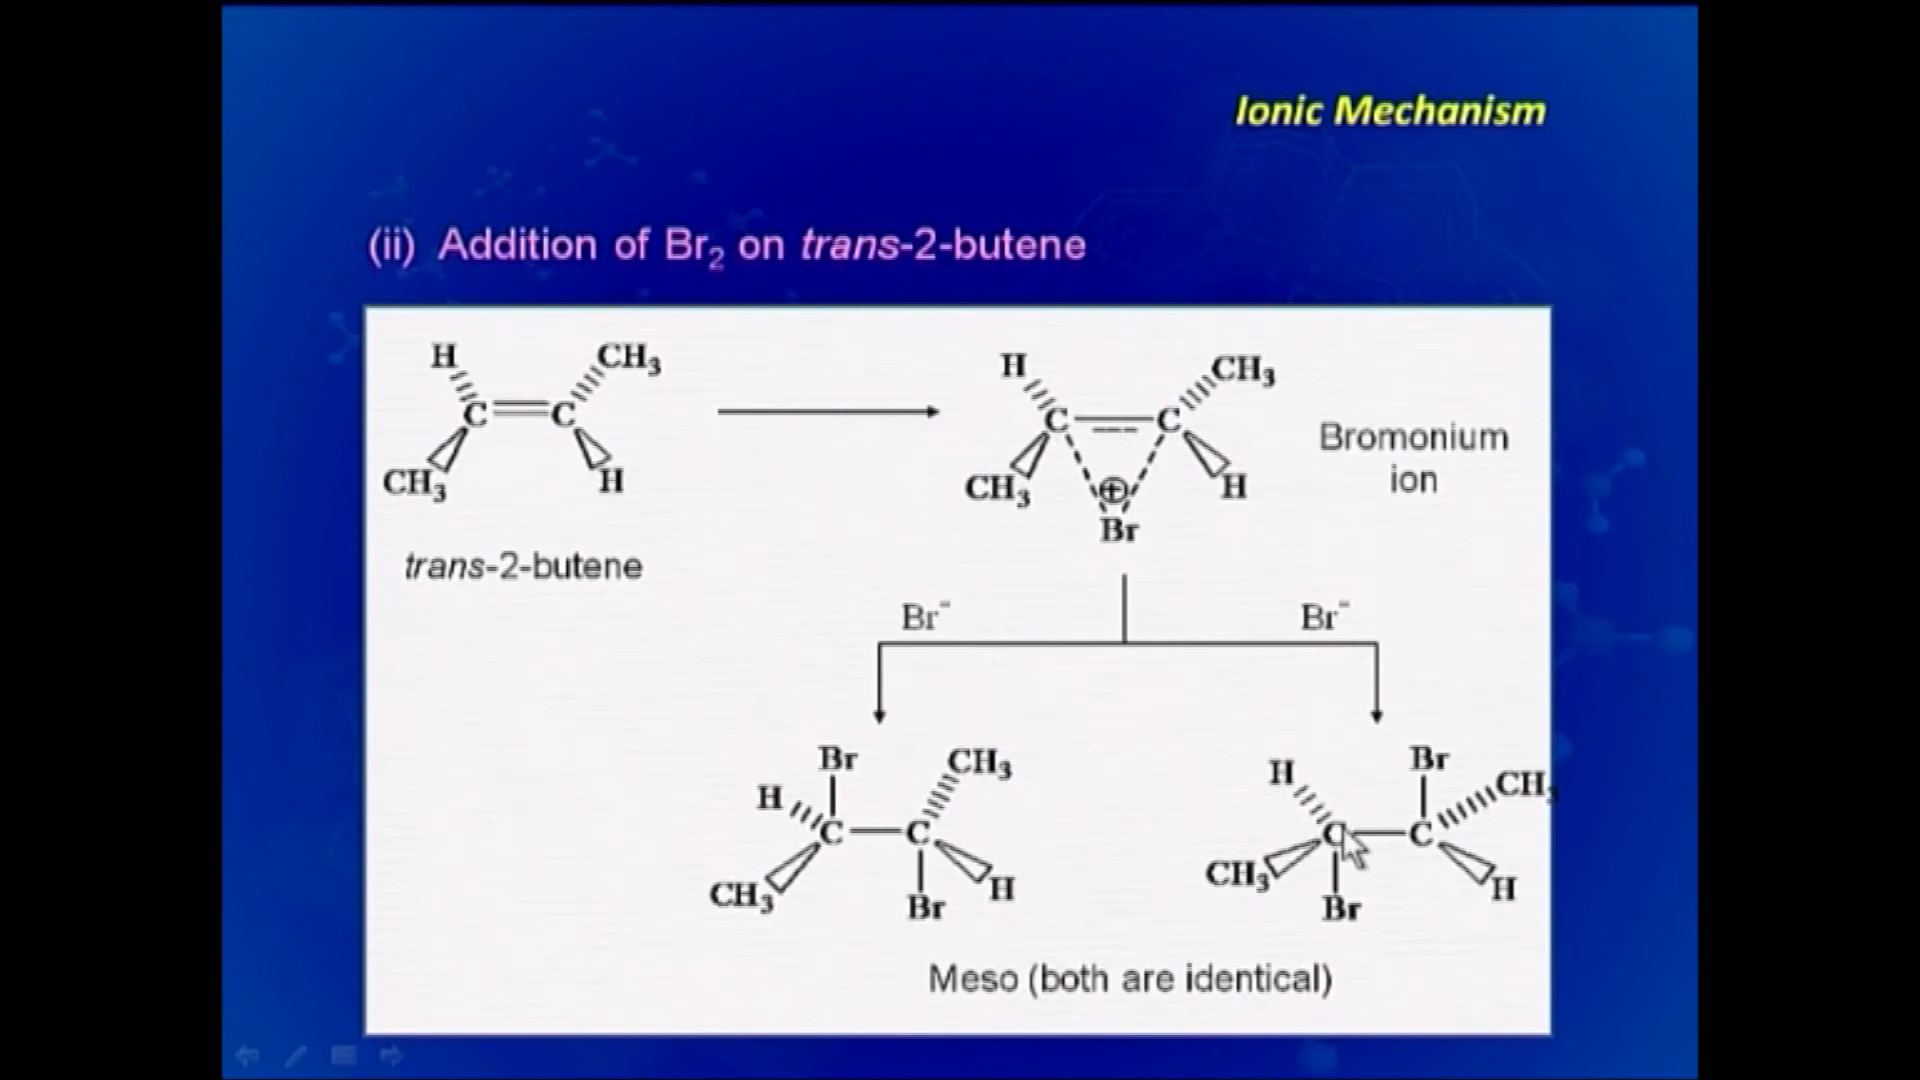 Ionic Mechanism
(ii) Addition of Br₂ on trans-2-butene
H CH₃ H CH₃
C C C C
Bromonium
ion
CH₃ H CH₃ ⊕ H
Br
trans-2-butene
Br⁻ Br⁻
Br CH₃ H Br CH₃
H C C C C
CH₃ Br H CH₃ Br H
Meso (both are identical)